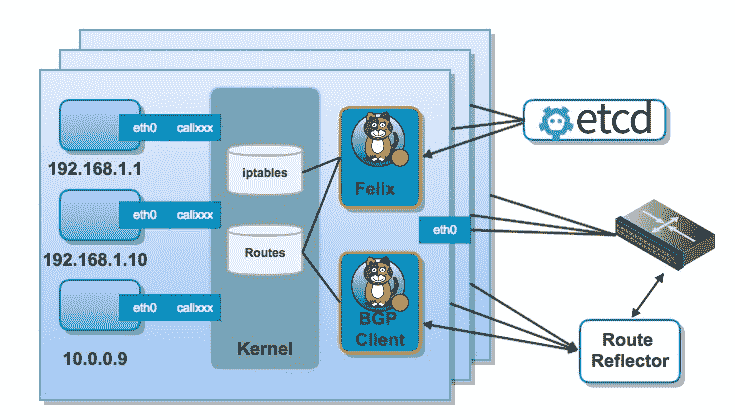 eth0 calixxx
192.168.1.1
eth0 calixxx
192.168.1.10
eth0 calixxx
10.0.0.9
iptables
Routes
Kernel
Felix
eth0
BGP
Client
etcd
Route
Reflector